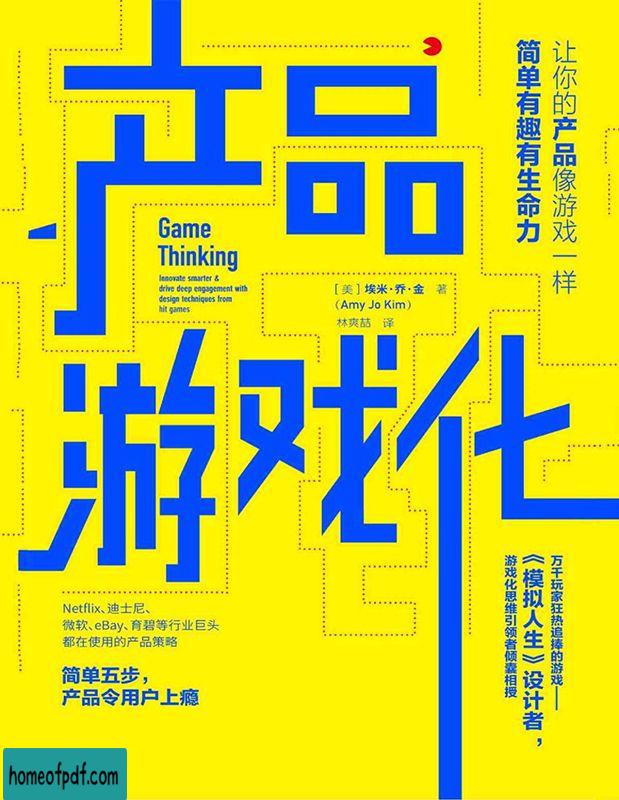 产品
游戏化
让你的产品像游戏一样
简单有趣有生命力
Game
Thinking
Innovate smarter &
drive deep engagement with
design techniques from
hit games
[美]埃米·乔·金 著
(Amy Jo Kim)
林爽喆 译
Netflix、迪士尼、
微软、eBay、育碧等行业巨头
都在使用的产品策略
简单五步，
产品令用户上瘾
万千玩家狂热追捧的游戏——
《模拟人生》设计者，
游戏化思维引领者倾囊相授
homeofpdf.com